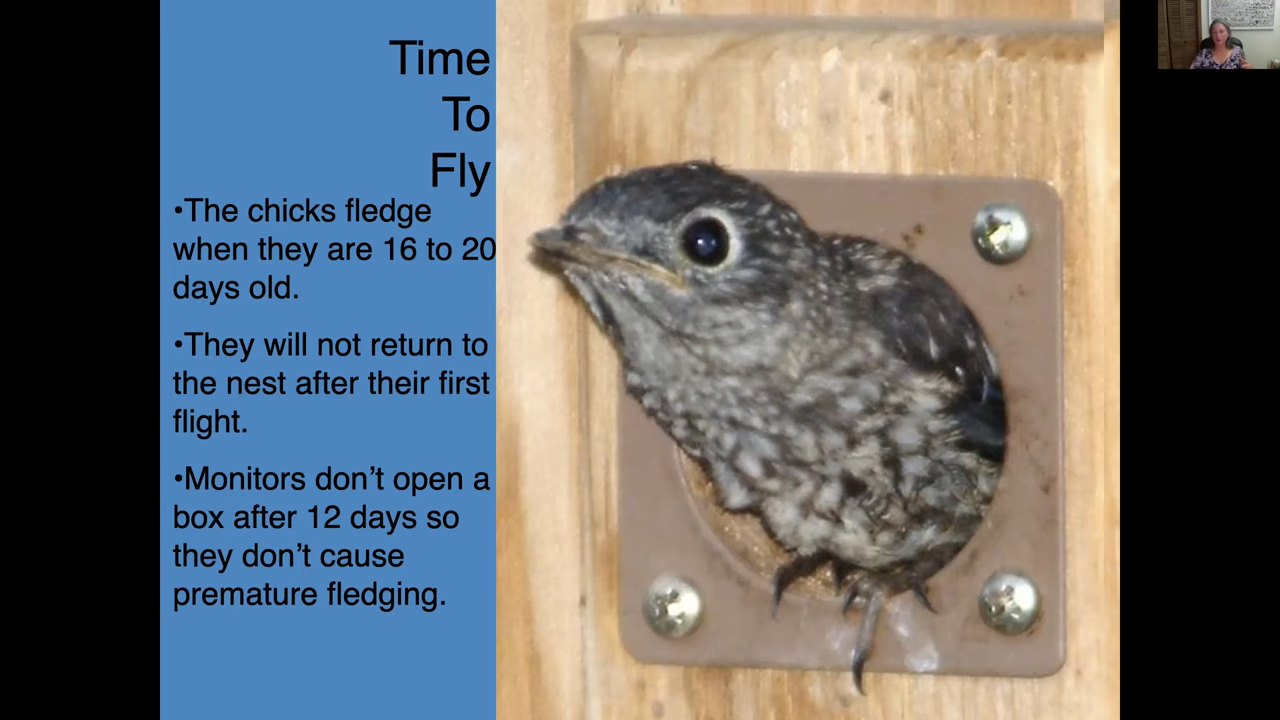 Time
To
Fly
•The chicks fledge
when they are 16 to 20
days old.
•They will not return to
the nest after their first
flight.
•Monitors don’t open a
box after 12 days so
they don’t cause
premature fledging.